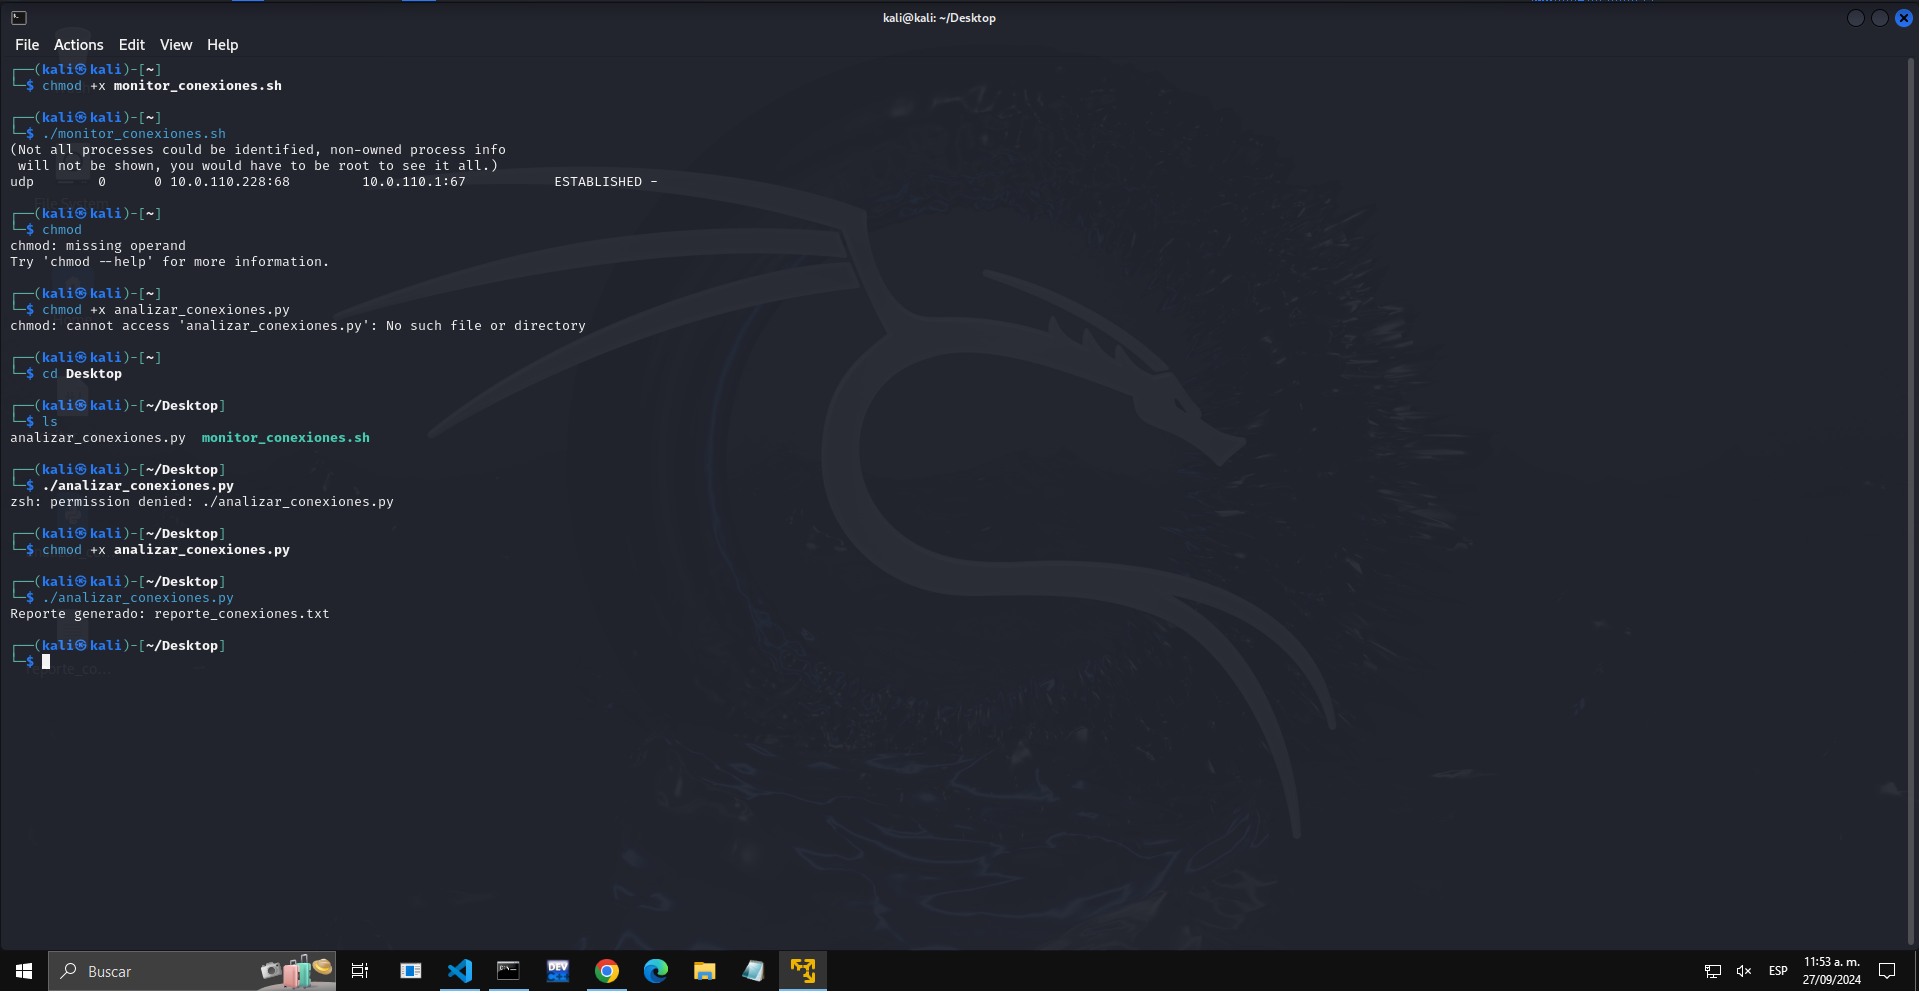 kali@kali: ~/Desktop
File Actions Edit View Help
┌──(kali㉿kali)-[~]
└─$ chmod +x monitor_conexiones.sh
┌──(kali㉿kali)-[~]
└─$ ./monitor_conexiones.sh
(Not all processes could be identified, non-owned process info
will not be shown, you would have to be root to see it all.)
udp 0 0 10.0.110.228:68 10.0.110.1:67 ESTABLISHED -
┌──(kali㉿kali)-[~]
└─$ chmod
chmod: missing operand
Try 'chmod --help' for more information.
┌──(kali㉿kali)-[~]
└─$ chmod +x analizar_conexiones.py
chmod: cannot access 'analizar_conexiones.py': No such file or directory
┌──(kali㉿kali)-[~]
└─$ cd Desktop
┌──(kali㉿kali)-[~/Desktop]
└─$ ls
analizar_conexiones.py monitor_conexiones.sh
┌──(kali㉿kali)-[~/Desktop]
└─$ ./analizar_conexiones.py
zsh: permission denied: ./analizar_conexiones.py
┌──(kali㉿kali)-[~/Desktop]
└─$ chmod +x analizar_conexiones.py
┌──(kali㉿kali)-[~/Desktop]
└─$ ./analizar_conexiones.py
Reporte generado: reporte_conexiones.txt
┌──(kali㉿kali)-[~/Desktop]
└─$
reporte_co...
Buscar
DEV
ESP
11:53 a. m.
27/09/2024